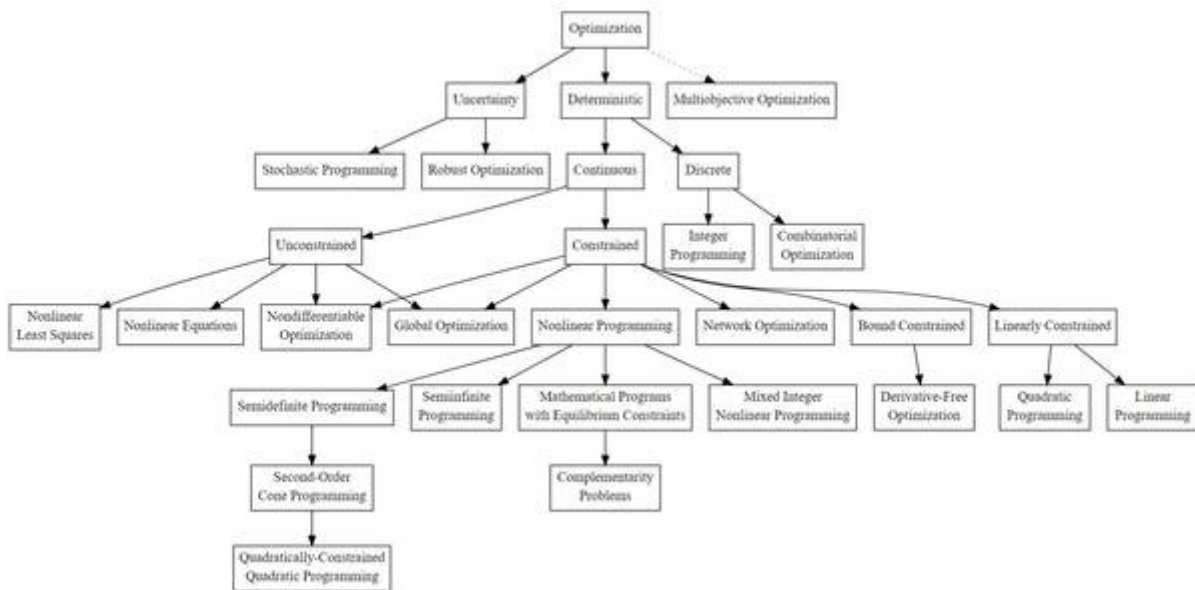 Optimization
Uncertainty
Deterministic
Multiobjective Optimization
Stochastic Programming
Robust Optimization
Continuous
Discrete
Unconstrained
Constrained
Integer
Programming
Combinatorial
Optimization
Nonlinear
Least Squares
Nonlinear Equations
Nondifferentiable
Optimization
Global Optimization
Nonlinear Programming
Network Optimization
Bound Constrained
Linearly Constrained
Semidefinite Programming
Semiinfinite
Programming
Mathematical Programs
with Equilibrium Constraints
Mixed Integer
Nonlinear Programming
Derivative-Free
Optimization
Quadratic
Programming
Linear
Programming
Second-Order
Cone Programming
Complementarity
Problems
Quadratically-Constrained
Quadratic Programming